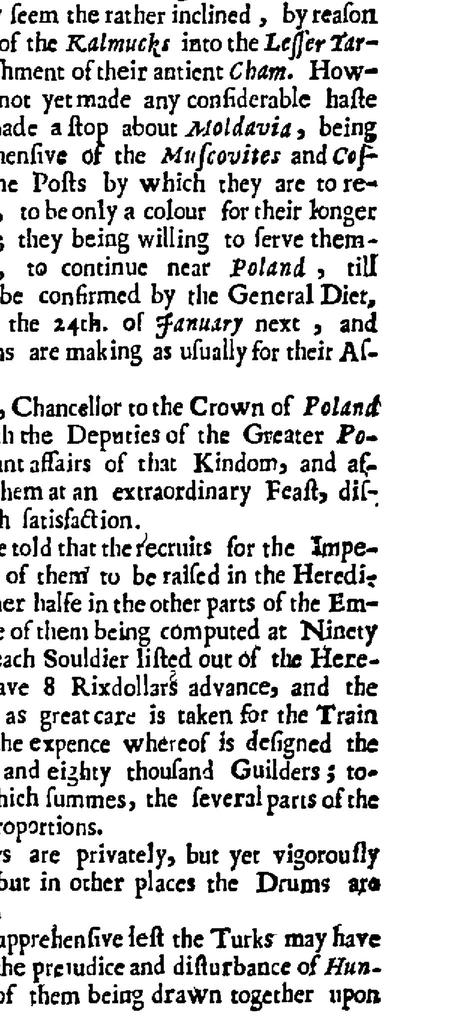 ſeem the rather inclined, by reaſon
of the Kalmucks into the Leſſer Tar-
ſhment of their antient Cham. How-
not yet made any conſiderable haſte
ade a ſtop about Moldavia, being
henſive of the Muſcovites and Coſ-
he Poſts by which they are to re-
, to be only a colour for their longer
; they being willing to ſerve them-
, to continue near Poland, till
be confirmed by the General Diet,
the 24th. of January next, and
ns are making as uſually for their Aſ-
, Chancellor to the Crown of Poland
th the Deputies of the Greater Po-
ant affairs of that Kindom, and aſ-
hem at an extraordinary Feaſt, diſ-
h ſatisfaction.
e told that the recruits for the Impe-
of them to be raiſed in the Heredi-
her halfe in the other parts of the Em-
e of them being computed at Ninety
each Souldier liſted out of the Here-
ave 8 Rixdollars advance, and the
as great care is taken for the Train
he expence whereof is deſigned the
and eighty thouſand Guilders; to-
hich ſummes, the ſeveral parts of the
roportions.
s are privately, but yet vigorouſly
but in other places the Drums are
apprehenſive leſt the Turks may have
he prejudice and diſturbance of Hun-
of them being drawn together upon